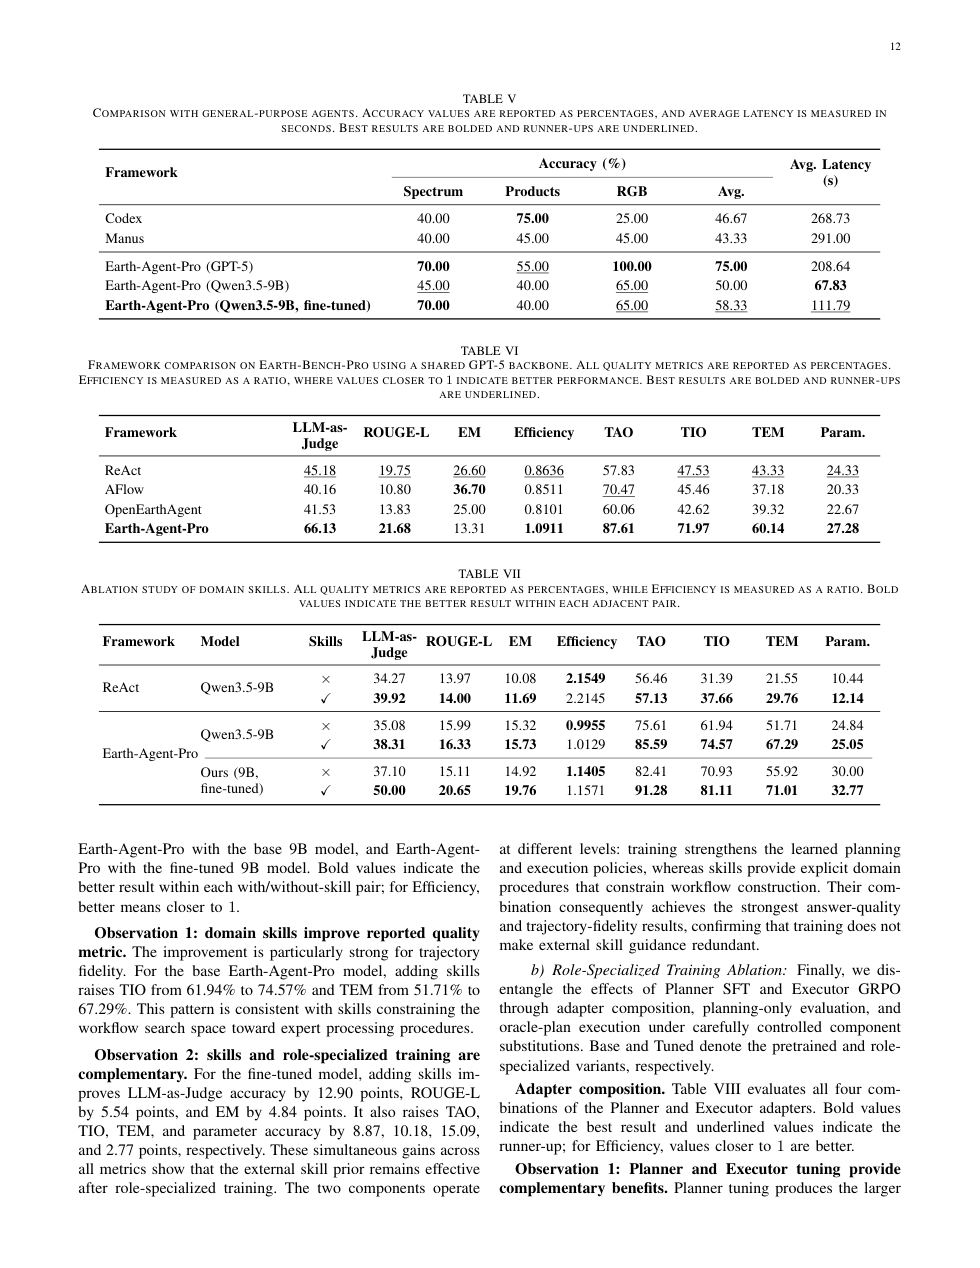 12
TABLE V
COMPARISON WITH GENERAL-PURPOSE AGENTS. ACCURACY VALUES ARE REPORTED AS PERCENTAGES, AND AVERAGE LATENCY IS MEASURED IN
SECONDS. BEST RESULTS ARE BOLDED AND RUNNER-UPS ARE UNDERLINED.
Framework Accuracy (%) Avg. Latency (s)
Spectrum Products RGB Avg.
Codex 40.00 75.00 25.00 46.67 268.73
Manus 40.00 45.00 45.00 43.33 291.00
Earth-Agent-Pro (GPT-5) 70.00 55.00 100.00 75.00 208.64
Earth-Agent-Pro (Qwen3.5-9B) 45.00 40.00 65.00 50.00 67.83
Earth-Agent-Pro (Qwen3.5-9B, fine-tuned) 70.00 40.00 65.00 58.33 111.79
TABLE VI
FRAMEWORK COMPARISON ON EARTH-BENCH-PRO USING A SHARED GPT-5 BACKBONE. ALL QUALITY METRICS ARE REPORTED AS PERCENTAGES.
EFFICIENCY IS MEASURED AS A RATIO, WHERE VALUES CLOSER TO 1 INDICATE BETTER PERFORMANCE. BEST RESULTS ARE BOLDED AND RUNNER-UPS
ARE UNDERLINED.
Framework LLM-as-Judge ROUGE-L EM Efficiency TAO TIO TEM Param.
ReAct 45.18 19.75 26.60 0.8636 57.83 47.53 43.33 24.33
AFlow 40.16 10.80 36.70 0.8511 70.47 45.46 37.18 20.33
OpenEarthAgent 41.53 13.83 25.00 0.8101 60.06 42.62 39.32 22.67
Earth-Agent-Pro 66.13 21.68 13.31 1.0911 87.61 71.97 60.14 27.28
TABLE VII
ABLATION STUDY OF DOMAIN SKILLS. ALL QUALITY METRICS ARE REPORTED AS PERCENTAGES, WHILE EFFICIENCY IS MEASURED AS A RATIO. BOLD
VALUES INDICATE THE BETTER RESULT WITHIN EACH ADJACENT PAIR.
Framework Model Skills LLM-as-Judge ROUGE-L EM Efficiency TAO TIO TEM Param.
ReAct Qwen3.5-9B × 34.27 13.97 10.08 2.1549 56.46 31.39 21.55 10.44
✓ 39.92 14.00 11.69 2.2145 57.13 37.66 29.76 12.14
Earth-Agent-Pro Qwen3.5-9B × 35.08 15.99 15.32 0.9955 75.61 61.94 51.71 24.84
✓ 38.31 16.33 15.73 1.0129 85.59 74.57 67.29 25.05
Ours (9B, fine-tuned) × 37.10 15.11 14.92 1.1405 82.41 70.93 55.92 30.00
✓ 50.00 20.65 19.76 1.1571 91.28 81.11 71.01 32.77
Earth-Agent-Pro with the base 9B model, and Earth-Agent-
Pro with the fine-tuned 9B model. Bold values indicate the
better result within each with/without-skill pair; for Efficiency,
better means closer to 1.
Observation 1: domain skills improve reported quality
metric. The improvement is particularly strong for trajectory
fidelity. For the base Earth-Agent-Pro model, adding skills
raises TIO from 61.94% to 74.57% and TEM from 51.71% to
67.29%. This pattern is consistent with skills constraining the
workflow search space toward expert processing procedures.
Observation 2: skills and role-specialized training are
complementary. For the fine-tuned model, adding skills im-
proves LLM-as-Judge accuracy by 12.90 points, ROUGE-L
by 5.54 points, and EM by 4.84 points. It also raises TAO,
TIO, TEM, and parameter accuracy by 8.87, 10.18, 15.09,
and 2.77 points, respectively. These simultaneous gains across
all metrics show that the external skill prior remains effective
after role-specialized training. The two components operate
at different levels: training strengthens the learned planning
and execution policies, whereas skills provide explicit domain
procedures that constrain workflow construction. Their com-
bination consequently achieves the strongest answer-quality
and trajectory-fidelity results, confirming that training does not
make external skill guidance redundant.
b) Role-Specialized Training Ablation: Finally, we dis-
entangle the effects of Planner SFT and Executor GRPO
through adapter composition, planning-only evaluation, and
oracle-plan execution under carefully controlled component
substitutions. Base and Tuned denote the pretrained and role-
specialized variants, respectively.
Adapter composition. Table VIII evaluates all four com-
binations of the Planner and Executor adapters. Bold values
indicate the best result and underlined values indicate the
runner-up; for Efficiency, values closer to 1 are better.
Observation 1: Planner and Executor tuning provide
complementary benefits. Planner tuning produces the larger